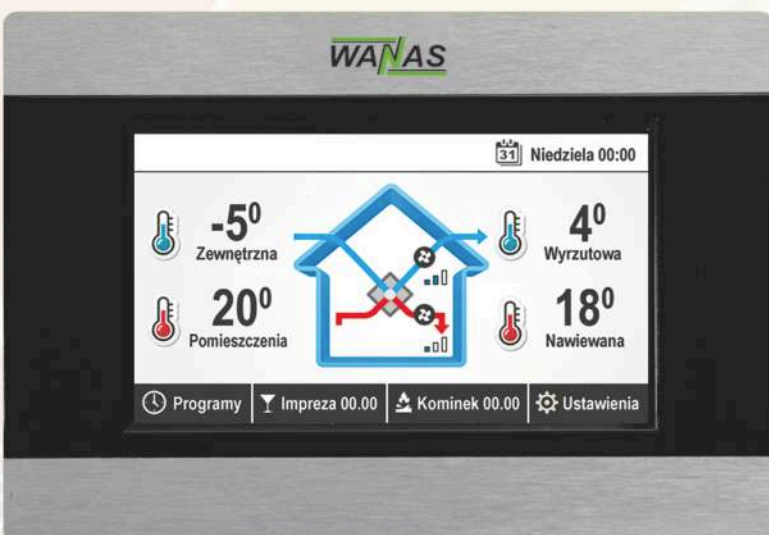 WANAS
31
Niedziela 00:00
-5⁰
Zewnętrzna
4⁰
Wyrzutowa
20⁰
Pomieszczenia
18⁰
Nawiewana
Programy
Impreza 00.00
Kominek 00.00
Ustawienia